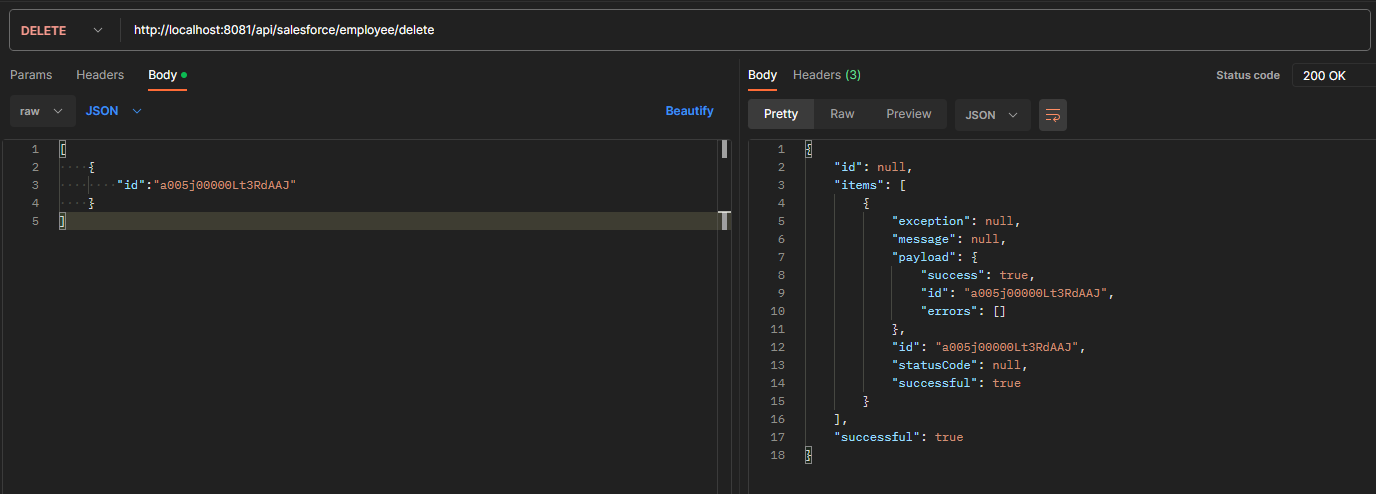 DELETE http://localhost:8081/api/salesforce/employee/delete
Params Headers Body
raw JSON Beautify
1 [
2 {
3 "id":"a005j00000Lt3RdAAJ"
4 }
5 ]
Body Headers (3) Status code 200 OK
Pretty Raw Preview JSON
1 {
2 "id": null,
3 "items": [
4 {
5 "exception": null,
6 "message": null,
7 "payload": {
8 "success": true,
9 "id": "a005j00000Lt3RdAAJ",
10 "errors": []
11 },
12 "id": "a005j00000Lt3RdAAJ",
13 "statusCode": null,
14 "successful": true
15 }
16 ],
17 "successful": true
18 }